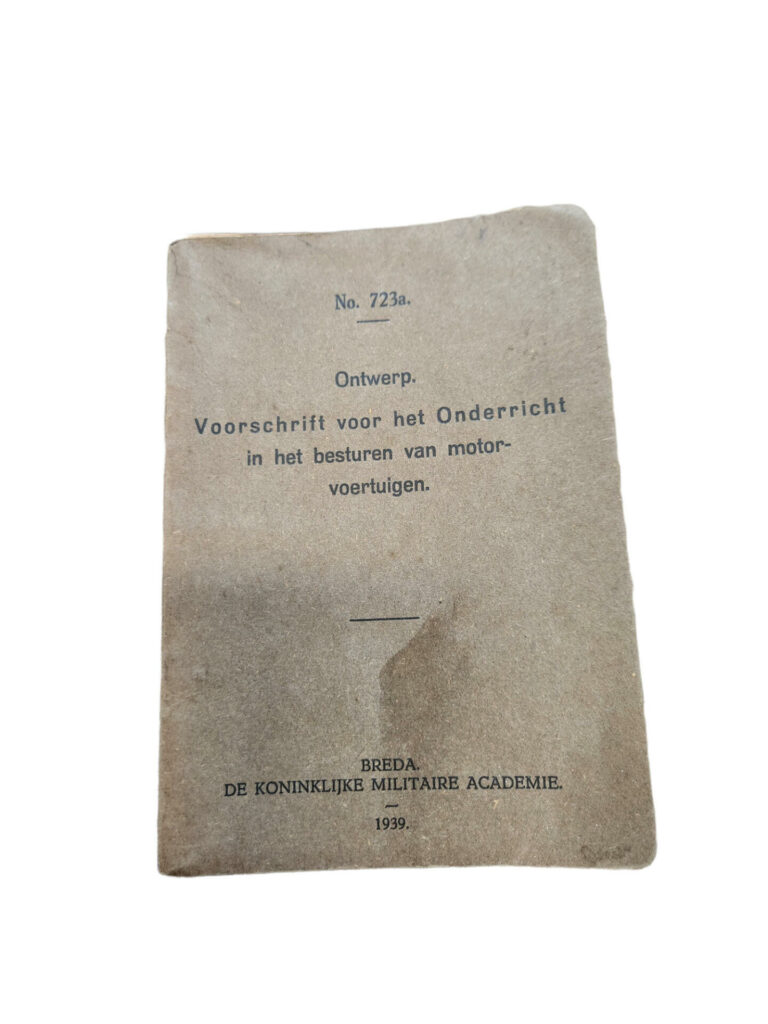 No. 723a.
Ontwerp.
Voorschrift voor het Onderricht
in het besturen van motor-
voertuigen.
BREDA.
DE KONINKLIJKE MILITAIRE ACADEMIE.
1939.